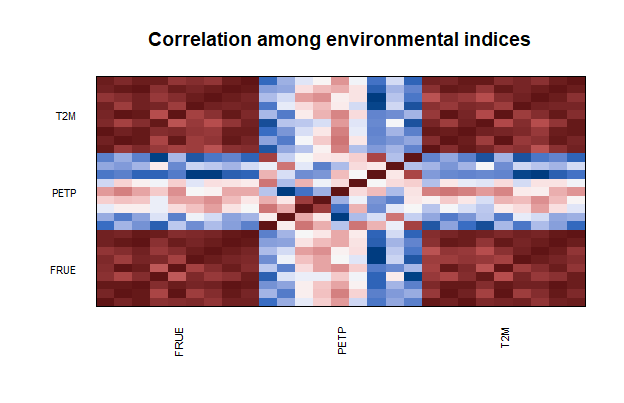 Correlation among environmental indices
T2M
PETP
FRUE
FRUE
PETP
T2M